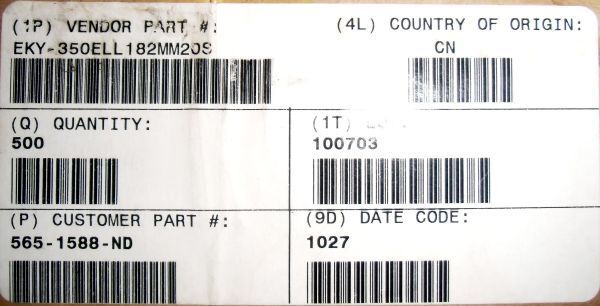 (1P) VENDOR PART #:
EKY-350ELL182MM20S
(4L) COUNTRY OF ORIGIN:
CN
(Q) QUANTITY:
500
(1T)
100703
(P) CUSTOMER PART #:
565-1588-ND
(9D) DATE CODE:
1027